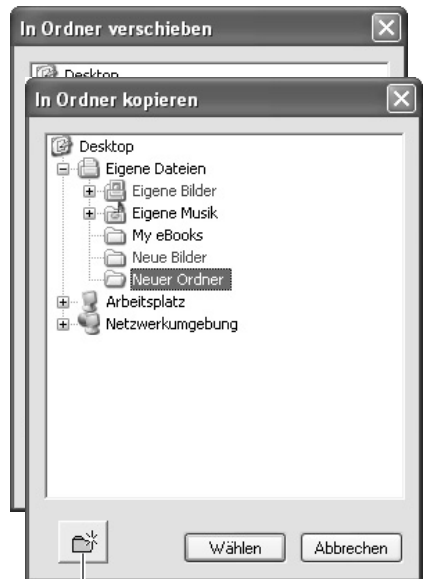 In Ordner verschieben
Desktop
In Ordner kopieren
Desktop
Eigene Dateien
Eigene Bilder
Eigene Musik
My eBooks
Neue Bilder
Neuer Ordner
Arbeitsplatz
Netzwerkumgebung
Wählen
Abbrechen